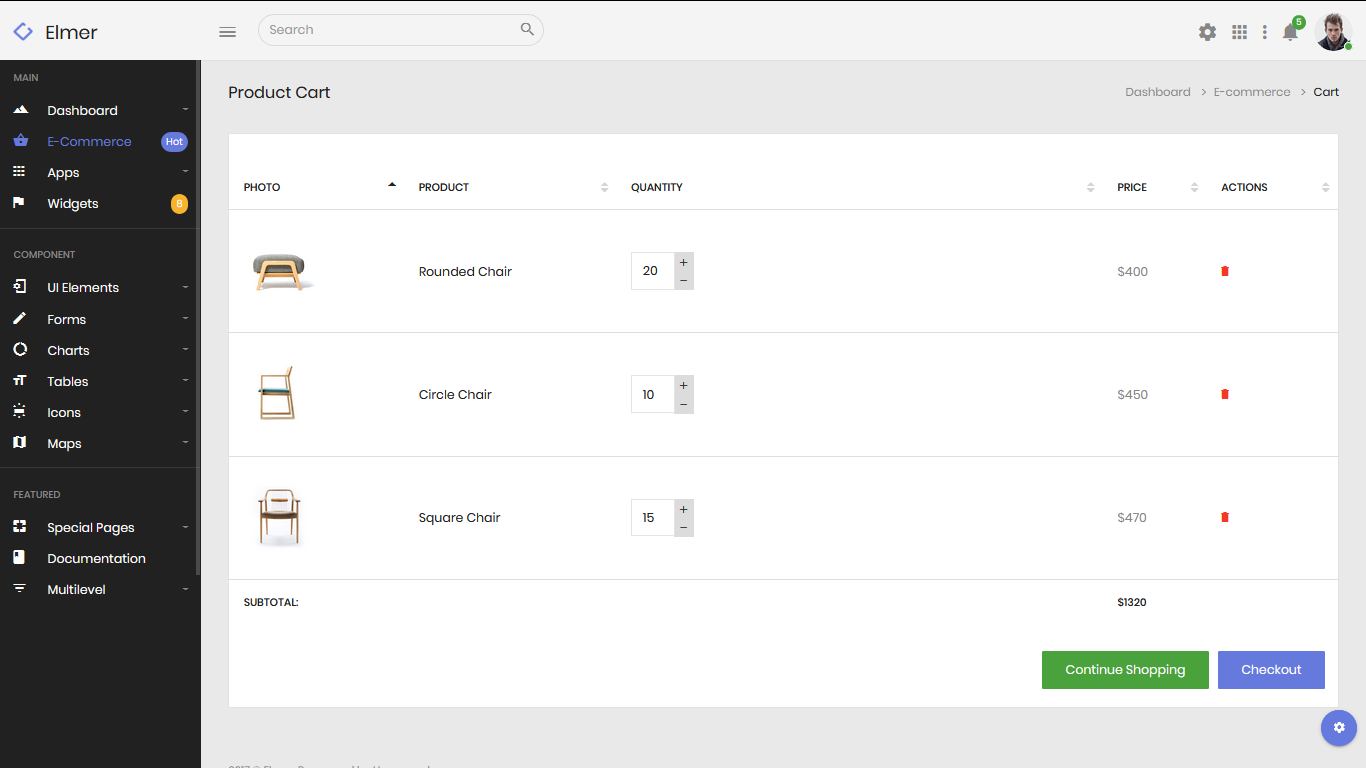 Elmer
Search
5
MAIN
Dashboard
E-Commerce Hot
Apps
Widgets 8
COMPONENT
UI Elements
Forms
Charts
Tables
Icons
Maps
FEATURED
Special Pages
Documentation
Multilevel
Product Cart
Dashboard > E-commerce > Cart
PHOTO PRODUCT QUANTITY PRICE ACTIONS
Rounded Chair 20 + − $400
Circle Chair 10 + − $450
Square Chair 15 + − $470
SUBTOTAL: $1320
Continue Shopping Checkout